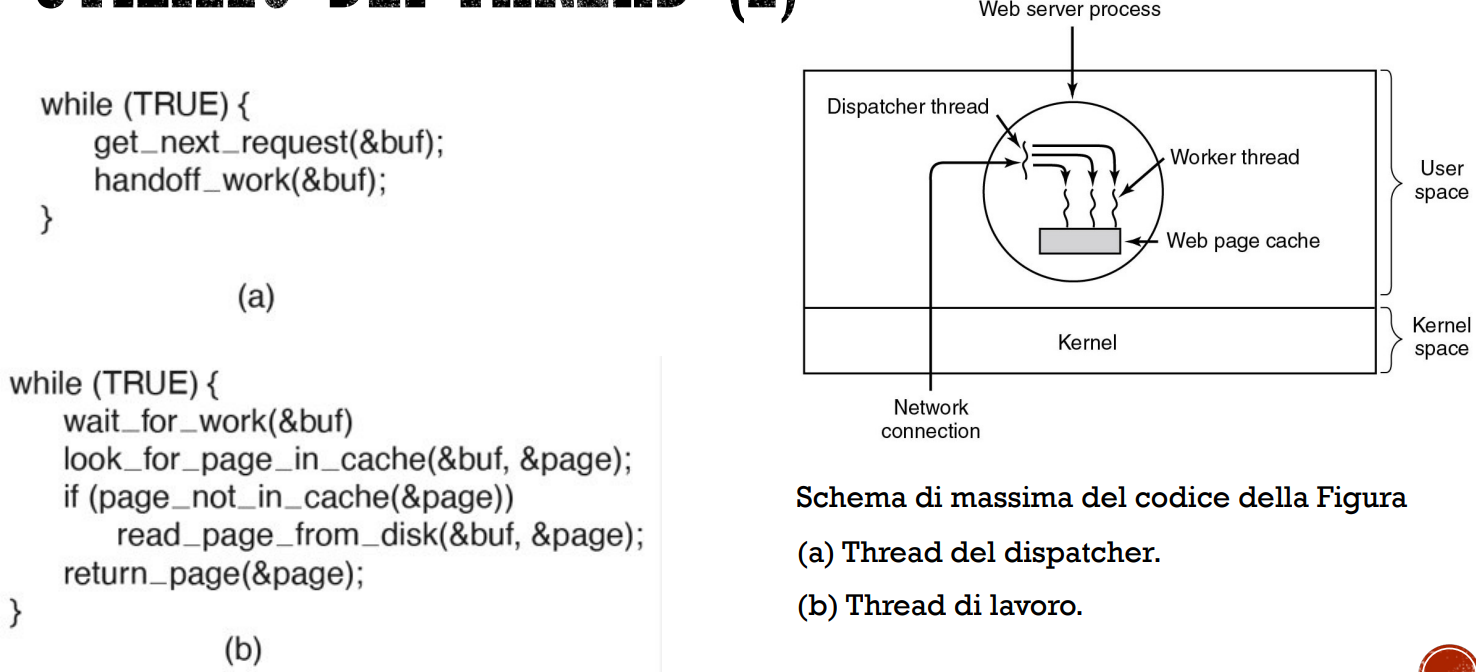 while (TRUE) {
get_next_request(&buf);
handoff_work(&buf);
}
(a)
while (TRUE) {
wait_for_work(&buf)
look_for_page_in_cache(&buf, &page);
if (page_not_in_cache(&page))
read_page_from_disk(&buf, &page);
return_page(&page);
}
(b)
Web server process
Dispatcher thread
Worker thread
Web page cache
User
space
Kernel
Kernel
space
Network
connection
Schema di massima del codice della Figura
(a) Thread del dispatcher.
(b) Thread di lavoro.